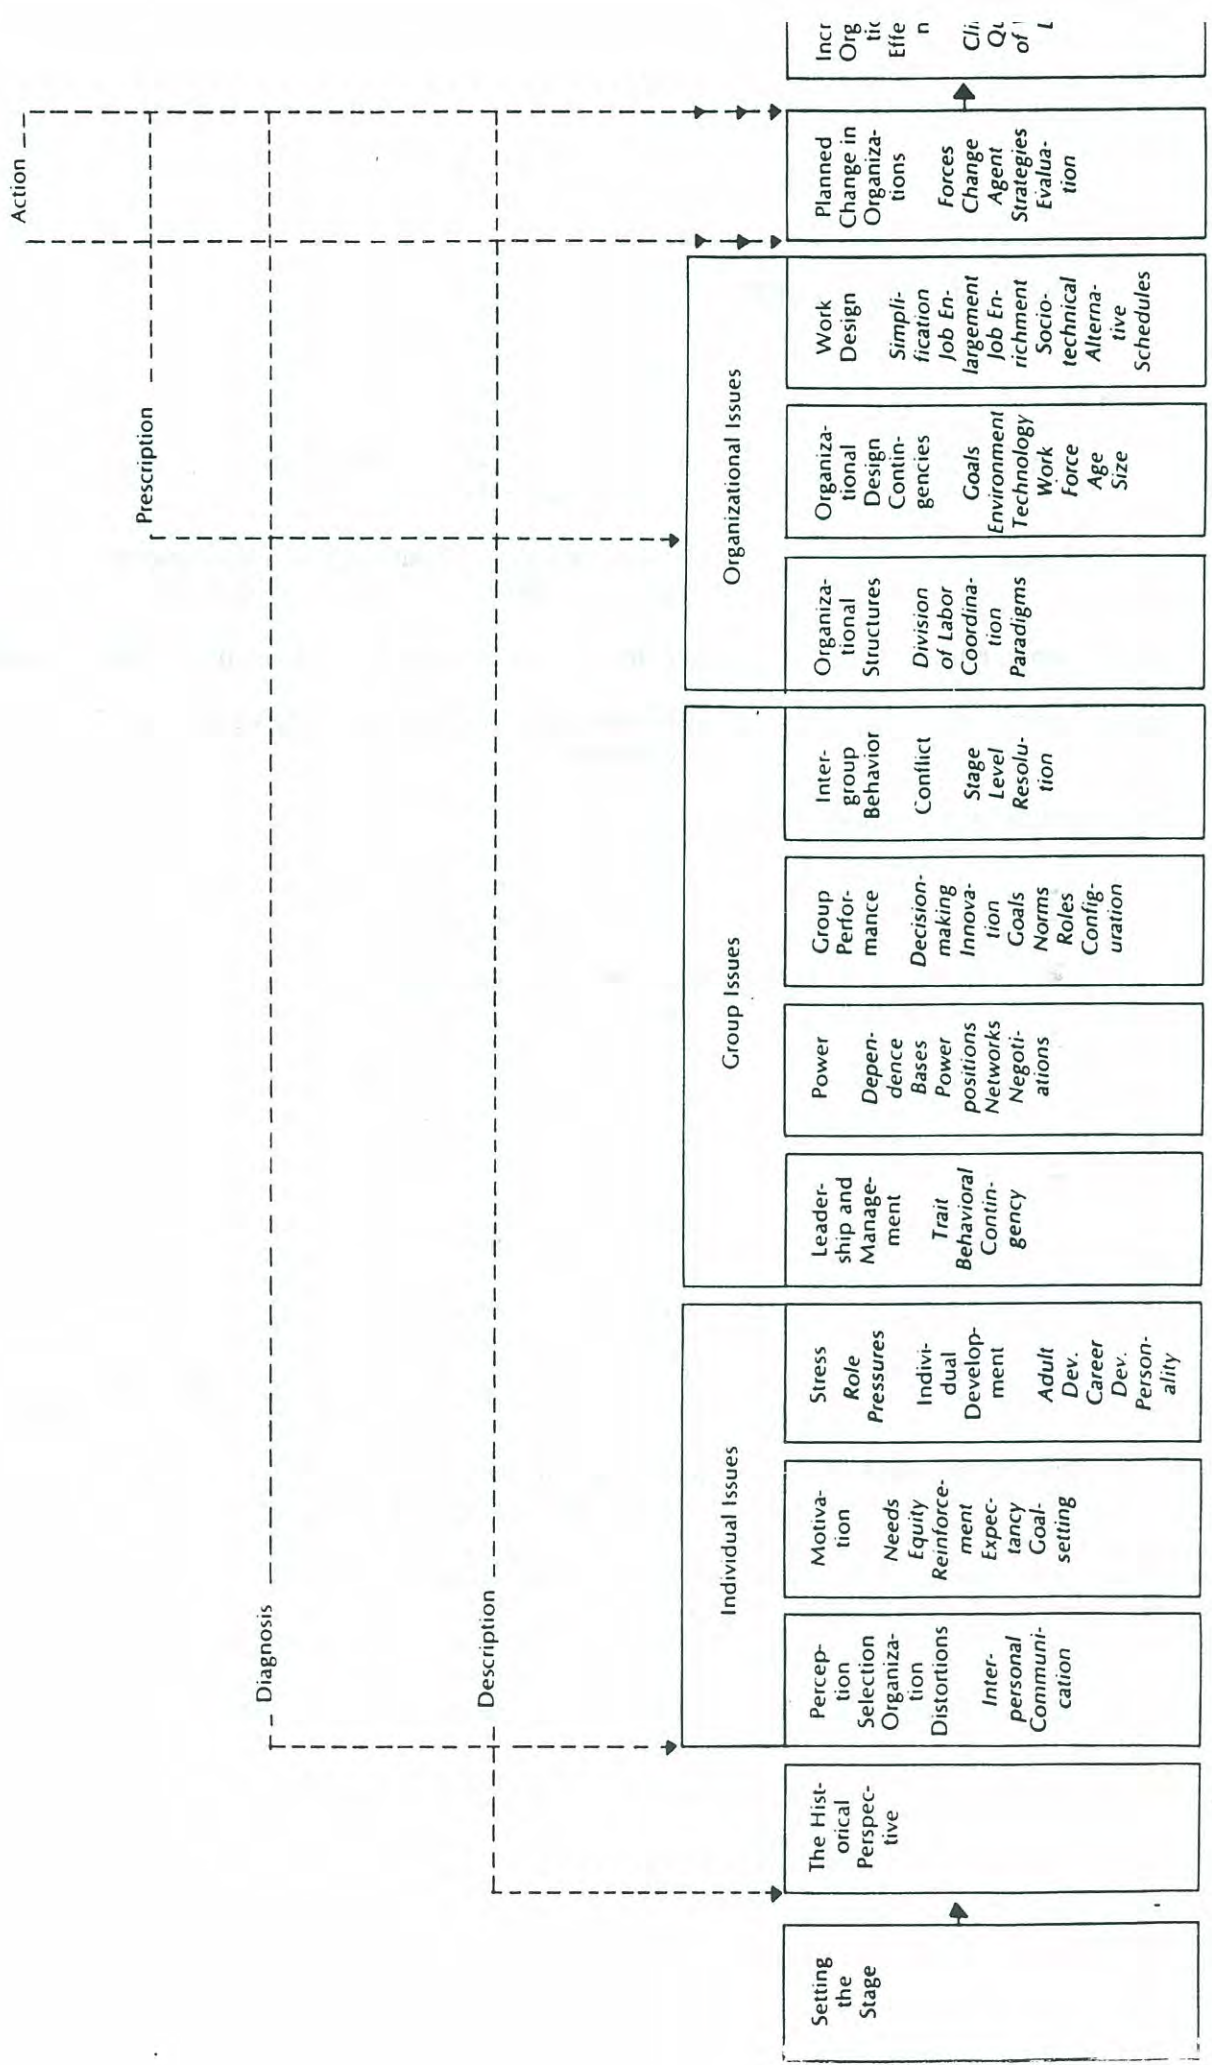 Action
Prescription
Diagnosis
Description
Individual Issues
Group Issues
Organizational Issues
Setting
the
Stage
The Hist-
orical
Perspec-
tive
Percep-
tion
Selection
Organiza-
tion
Distortions
Inter-
personal
Communi-
cation
Motiva-
tion
Needs
Equity
Reinforce-
ment
Expec-
tancy
Goal-
setting
Stress
Role
Pressures
Indivi-
dual
Develop-
ment
Adult
Dev.
Career
Dev.
Person-
ality
Leader-
ship and
Manage-
ment
Trait
Behavioral
Contin-
gency
Power
Depen-
dence
Bases
Power
positions
Networks
Negoti-
ations
Group
Perfor-
mance
Decision-
making
Innova-
tion
Goals
Norms
Roles
Config-
uration
Inter-
group
Behavior
Conflict
Stage
Level
Resolu-
tion
Organiza-
tional
Structures
Division
of Labor
Coordina-
tion
Paradigms
Organiza-
tional
Design
Contin-
gencies
Goals
Environment
Technology
Work
Force
Age
Size
Work
Design
Simpli-
fication
Job En-
largement
Job En-
richment
Socio-
technical
Alterna-
tive
Schedules
Planned
Change in
Organiza-
tions
Forces
Change
Agent
Strategies
Evalua-
tion
Incr
Org
Effe
n
Cli
of